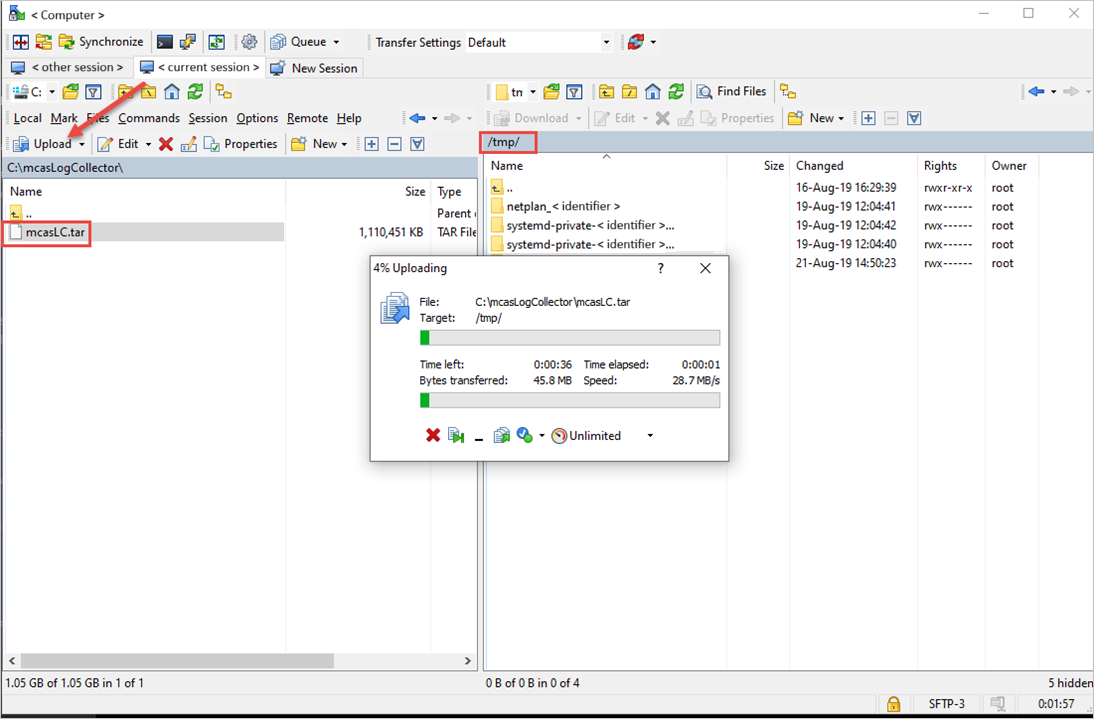 < Computer >
Synchronize Queue Transfer Settings Default
< other session > < current session > New Session
C: tm Find Files
Local Mark Files Commands Session Options Remote Help Download Edit Properties New
Upload Edit Properties New
/tmp/
C:\mcasLogCollector\
Name Size Type
..
Parent
mcasLC.tar 1,110,451 KB TAR File
Name Size Changed Rights Owner
.. 16-Aug-19 16:29:39 rwxr-xr-x root
netplan_< identifier > 19-Aug-19 12:04:41 rwx------ root
systemd-private-< identifier >... 19-Aug-19 12:04:42 rwx------ root
systemd-private-< identifier >... 19-Aug-19 12:04:40 rwx------ root
21-Aug-19 14:50:23 rwx------ root
4% Uploading ?
File: C:\mcasLogCollector\mcasLC.tar
Target: /tmp/
Time left: 0:00:36 Time elapsed: 0:00:01
Bytes transferred: 45.8 MB Speed: 28.7 MB/s
Unlimited
1.05 GB of 1.05 GB in 1 of 1
0 B of 0 B in 0 of 4
5 hidden
SFTP-3 0:01:57